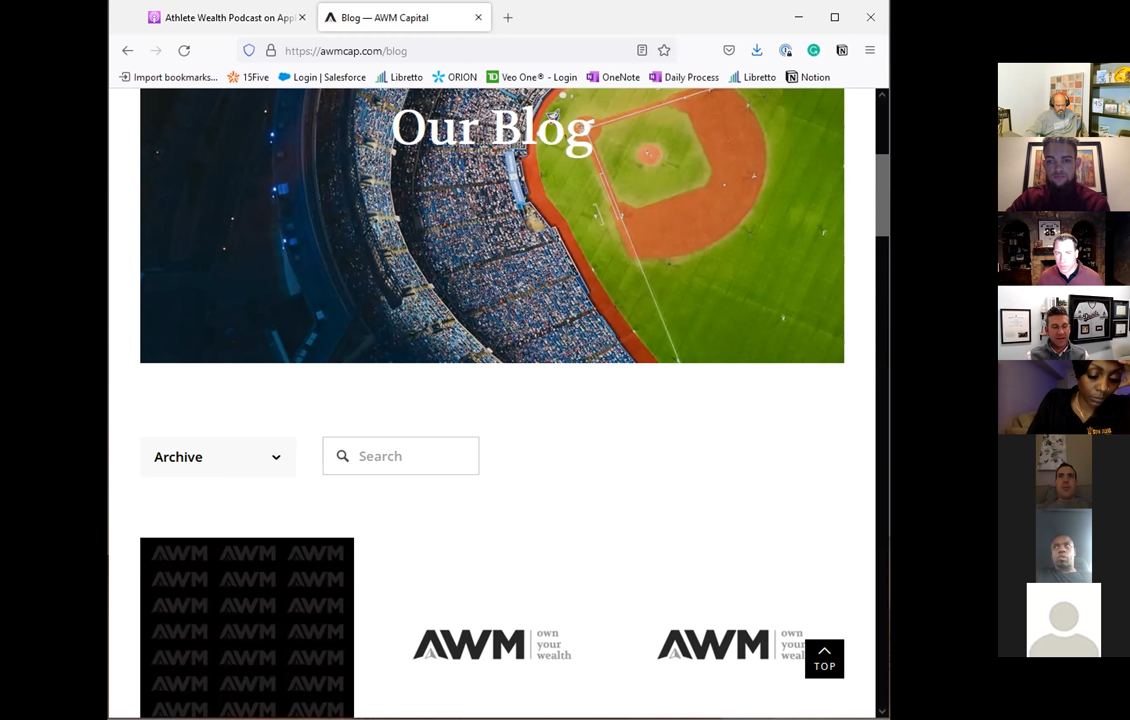 Athlete Wealth Podcast on Appl
Blog — AWM Capital
https://awmcap.com/blog
Import bookmarks... 15Five Login | Salesforce Libretto ORION TD Veo One® - Login OneNote Daily Process Libretto Notion
Our Blog
Archive
Search
AWM AWM AWM
AWM AWM AWM
AWM AWM AWM
AWM AWM AWM
AWM AWM AWM
AWM AWM AWM
AWM AWM AWM
AWM own your wealth
AWM own your weal
TOP